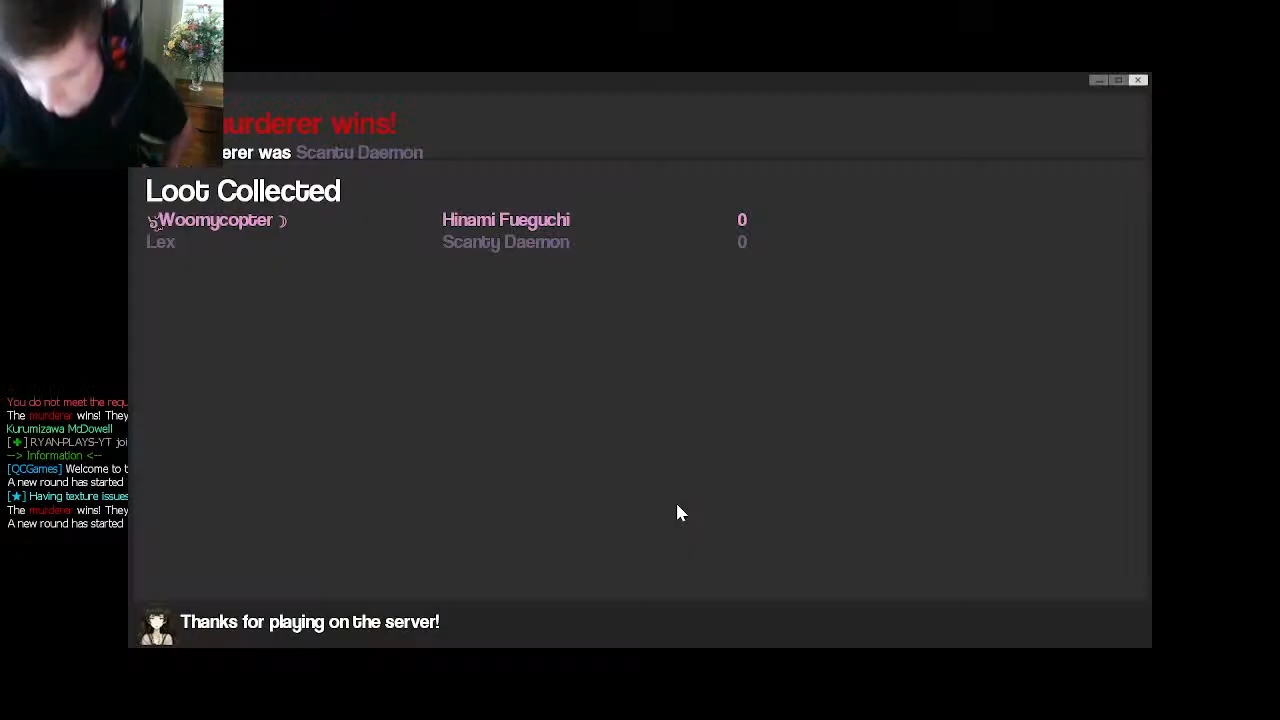 murderer wins!
erer was Scanty Daemon
Loot Collected
Woomycopter Hinami Fueguchi 0
Lex Scanty Daemon 0
You do not meet the requ
The murderer wins! They
Kurumizawa McDowell
[+] RYAN-PLAYS-YT joi
--> Information <--
[QCGames] Welcome to t
A new round has started
[★] Having texture issues
The murderer wins! They
A new round has started
Thanks for playing on the server!